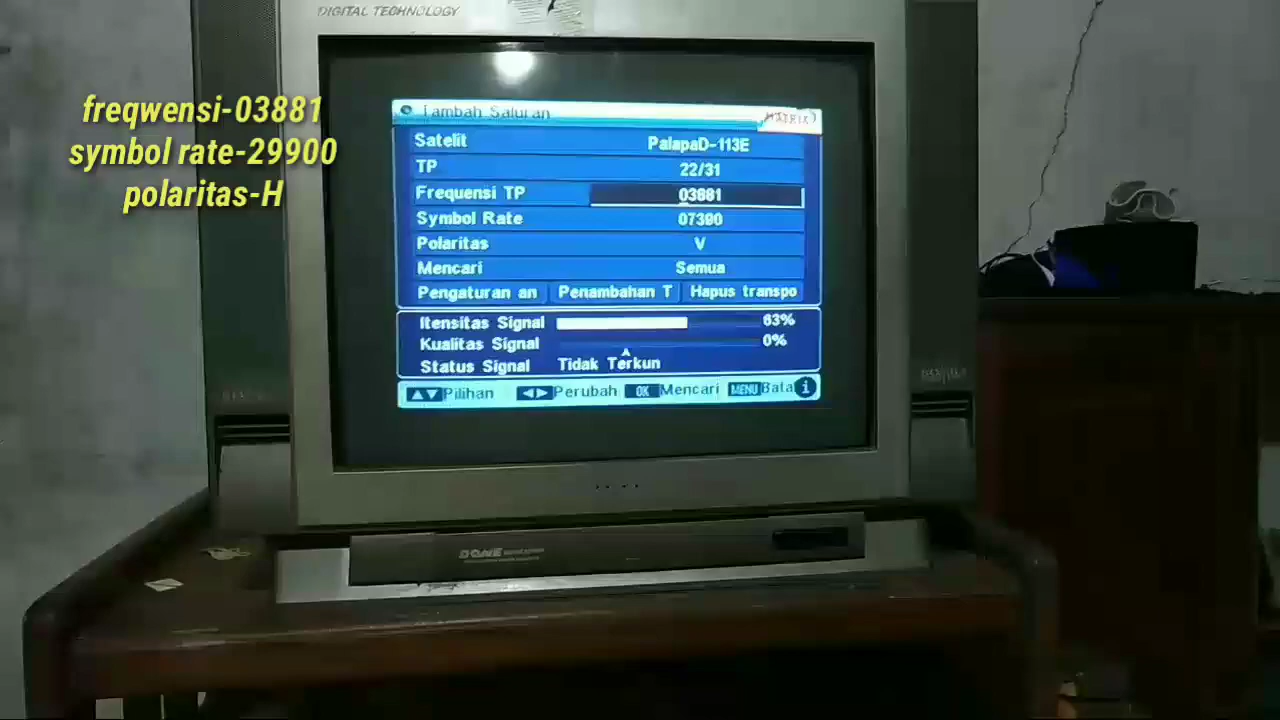 DIGITAL TECHNOLOGY
freqwensi-03881
symbol rate-29900
polaritas-H
Tambah Saluran
MATRIX
Satelit PalapaD-113E
TP 22/31
Frequensi TP 03881
Symbol Rate 07390
Polaritas V
Mencari Semua
Pengaturan an Penambahan T Hapus transpo
Itensitas Signal 63%
Kualitas Signal 0%
Status Signal Tidak Terkun
Pilihan Perubah OK Mencari MENU Bata i